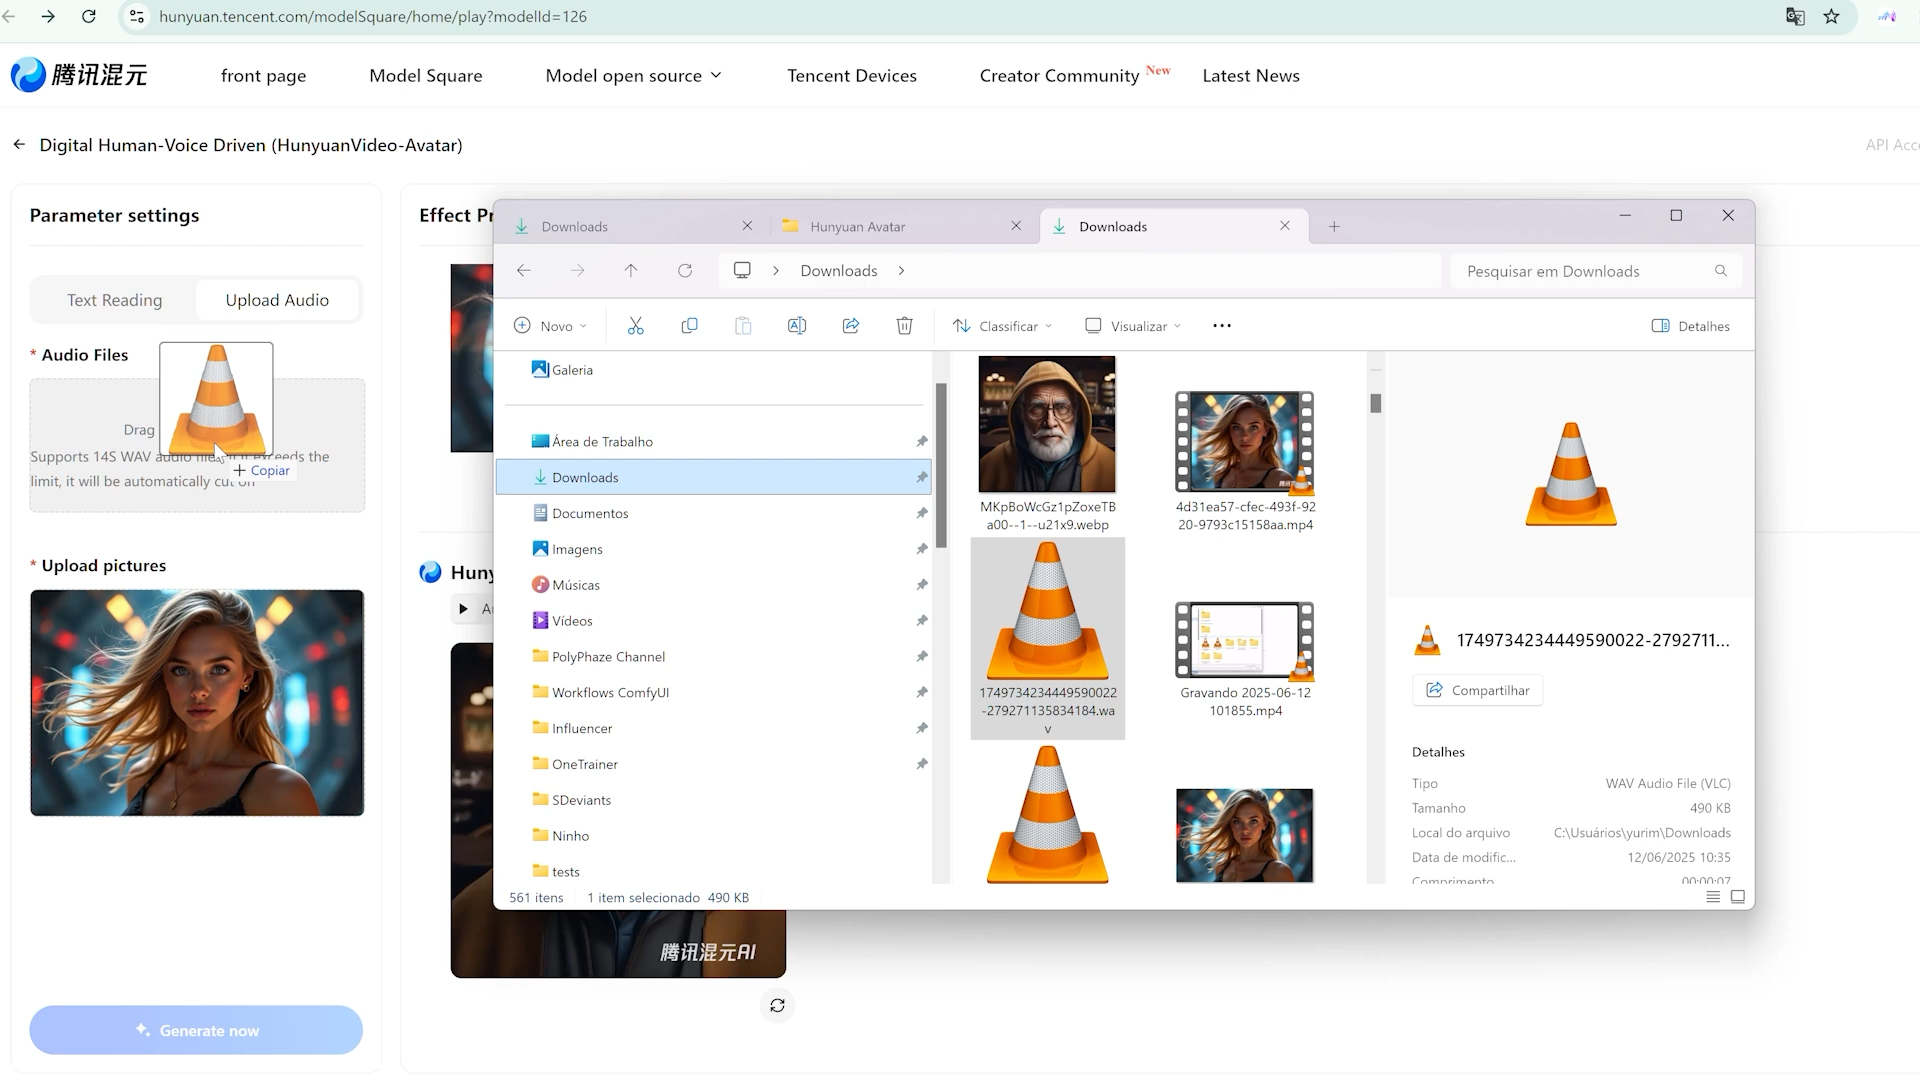 hunyuan.tencent.com/modelSquare/home/play?modelId=126
腾讯混元
front page
Model Square
Model open source
Tencent Devices
Creator Community New
Latest News
Digital Human-Voice Driven (HunyuanVideo-Avatar)
API Acc
Parameter settings
Text Reading
Upload Audio
* Audio Files
Drag
Supports 14S WAV audio exceeds the
limit, it will be automatically cut
+ Copiar
* Upload pictures
Generate now
Effect
Downloads
Hunyuan Avatar
Downloads
Downloads
Pesquisar em Downloads
Novo
Classificar
Visualizar
Detalhes
Galeria
Área de Trabalho
Downloads
Documentos
Imagens
Músicas
Vídeos
PolyPhaze Channel
Workflows ComfyUI
Influencer
OneTrainer
SDeviants
Ninho
tests
561 itens
1 item selecionado 490 KB
MKpBoWcGz1pZoxeTB
a00--1--u21x9.webp
4d31ea57-cfec-493f-92
20-9793c15158aa.mp4
1749734234449590022
-279271135834184.wa
v
Gravando 2025-06-12
101855.mp4
1749734234449590022-2792711...
Compartilhar
Detalhes
Tipo
WAV Audio File (VLC)
Tamanho
490 KB
Local do arquivo
C:\Usuários\yurim\Downloads
Data de modific...
12/06/2025 10:35
Comprimento
00:00:07
Huny
腾讯混元AI